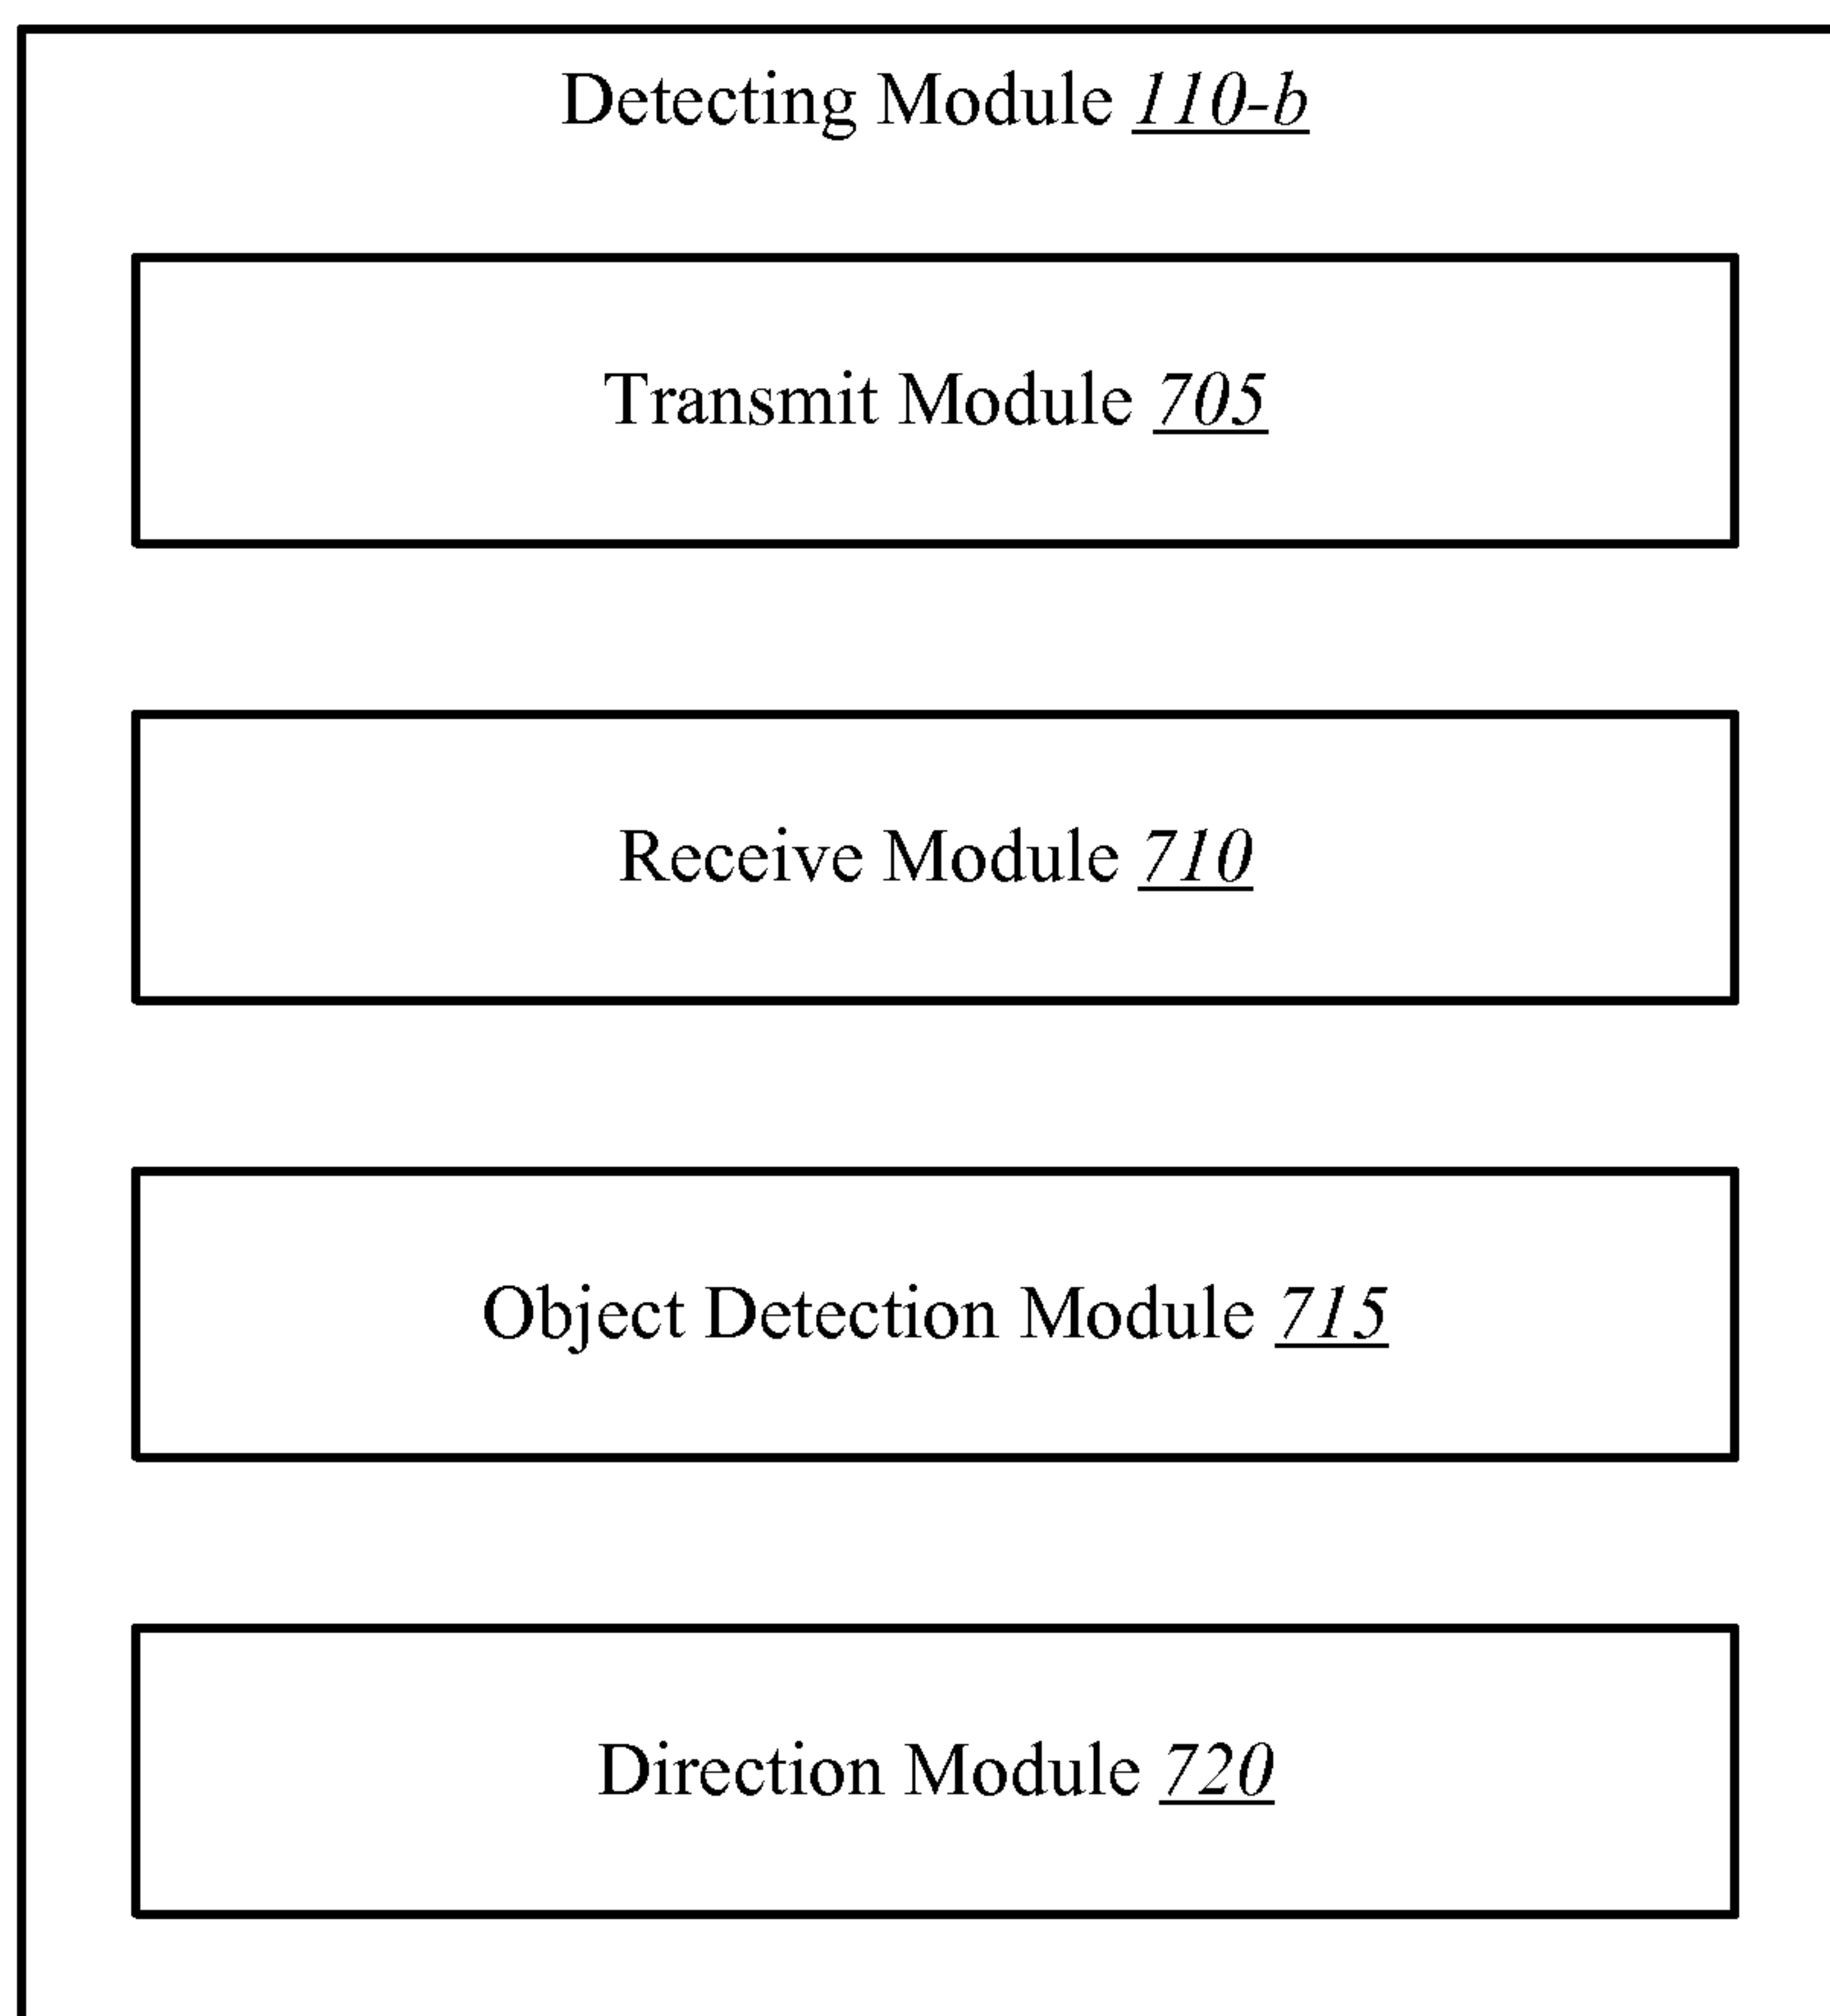 Detecting Module 110-b
Transmit Module 705
Receive Module 710
Object Detection Module 715
Direction Module 720